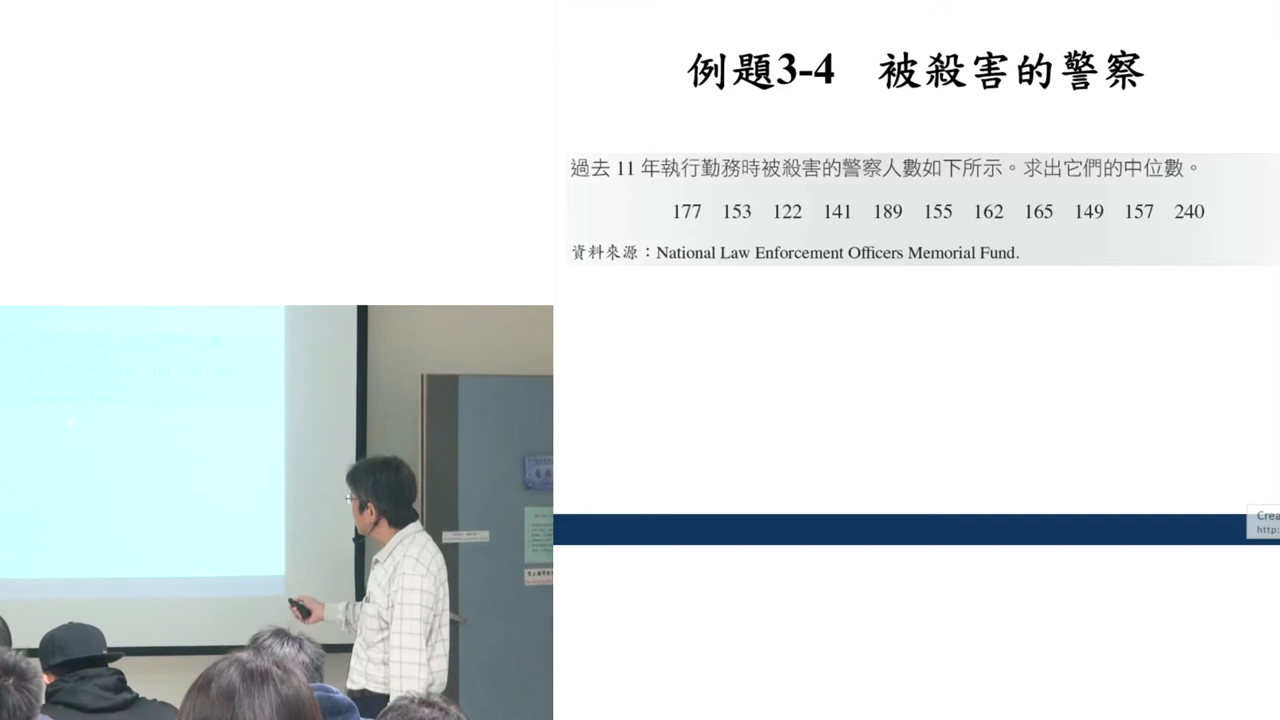 例題3-4 被殺害的警察
過去 11 年執行勤務時被殺害的警察人數如下所示。求出它們的中位數。
177 153 122 141 189 155 162 165 149 157 240
資料來源：National Law Enforcement Officers Memorial Fund.
Crea
http: